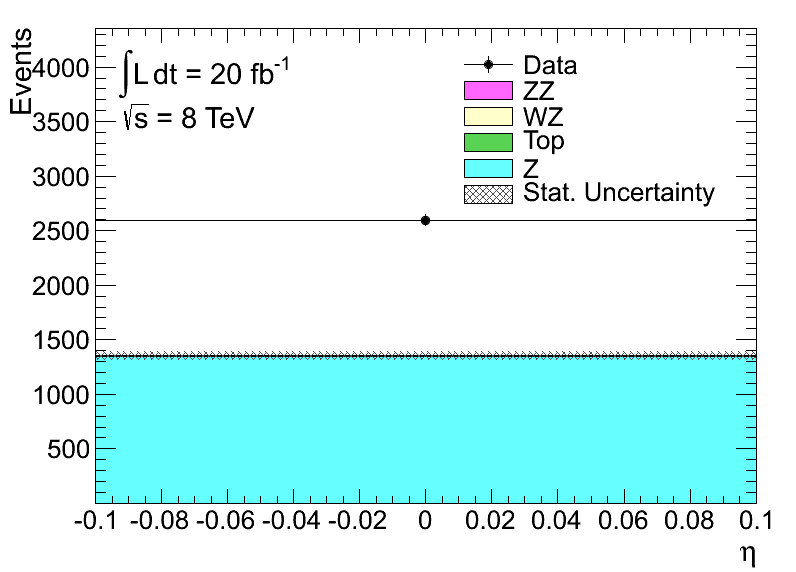 Events
∫L dt = 20 fb⁻¹
√s = 8 TeV
Data
ZZ
WZ
Top
Z
Stat. Uncertainty
4000
3500
3000
2500
2000
1500
1000
500
-0.1 -0.08 -0.06 -0.04 -0.02 0 0.02 0.04 0.06 0.08 0.1
η